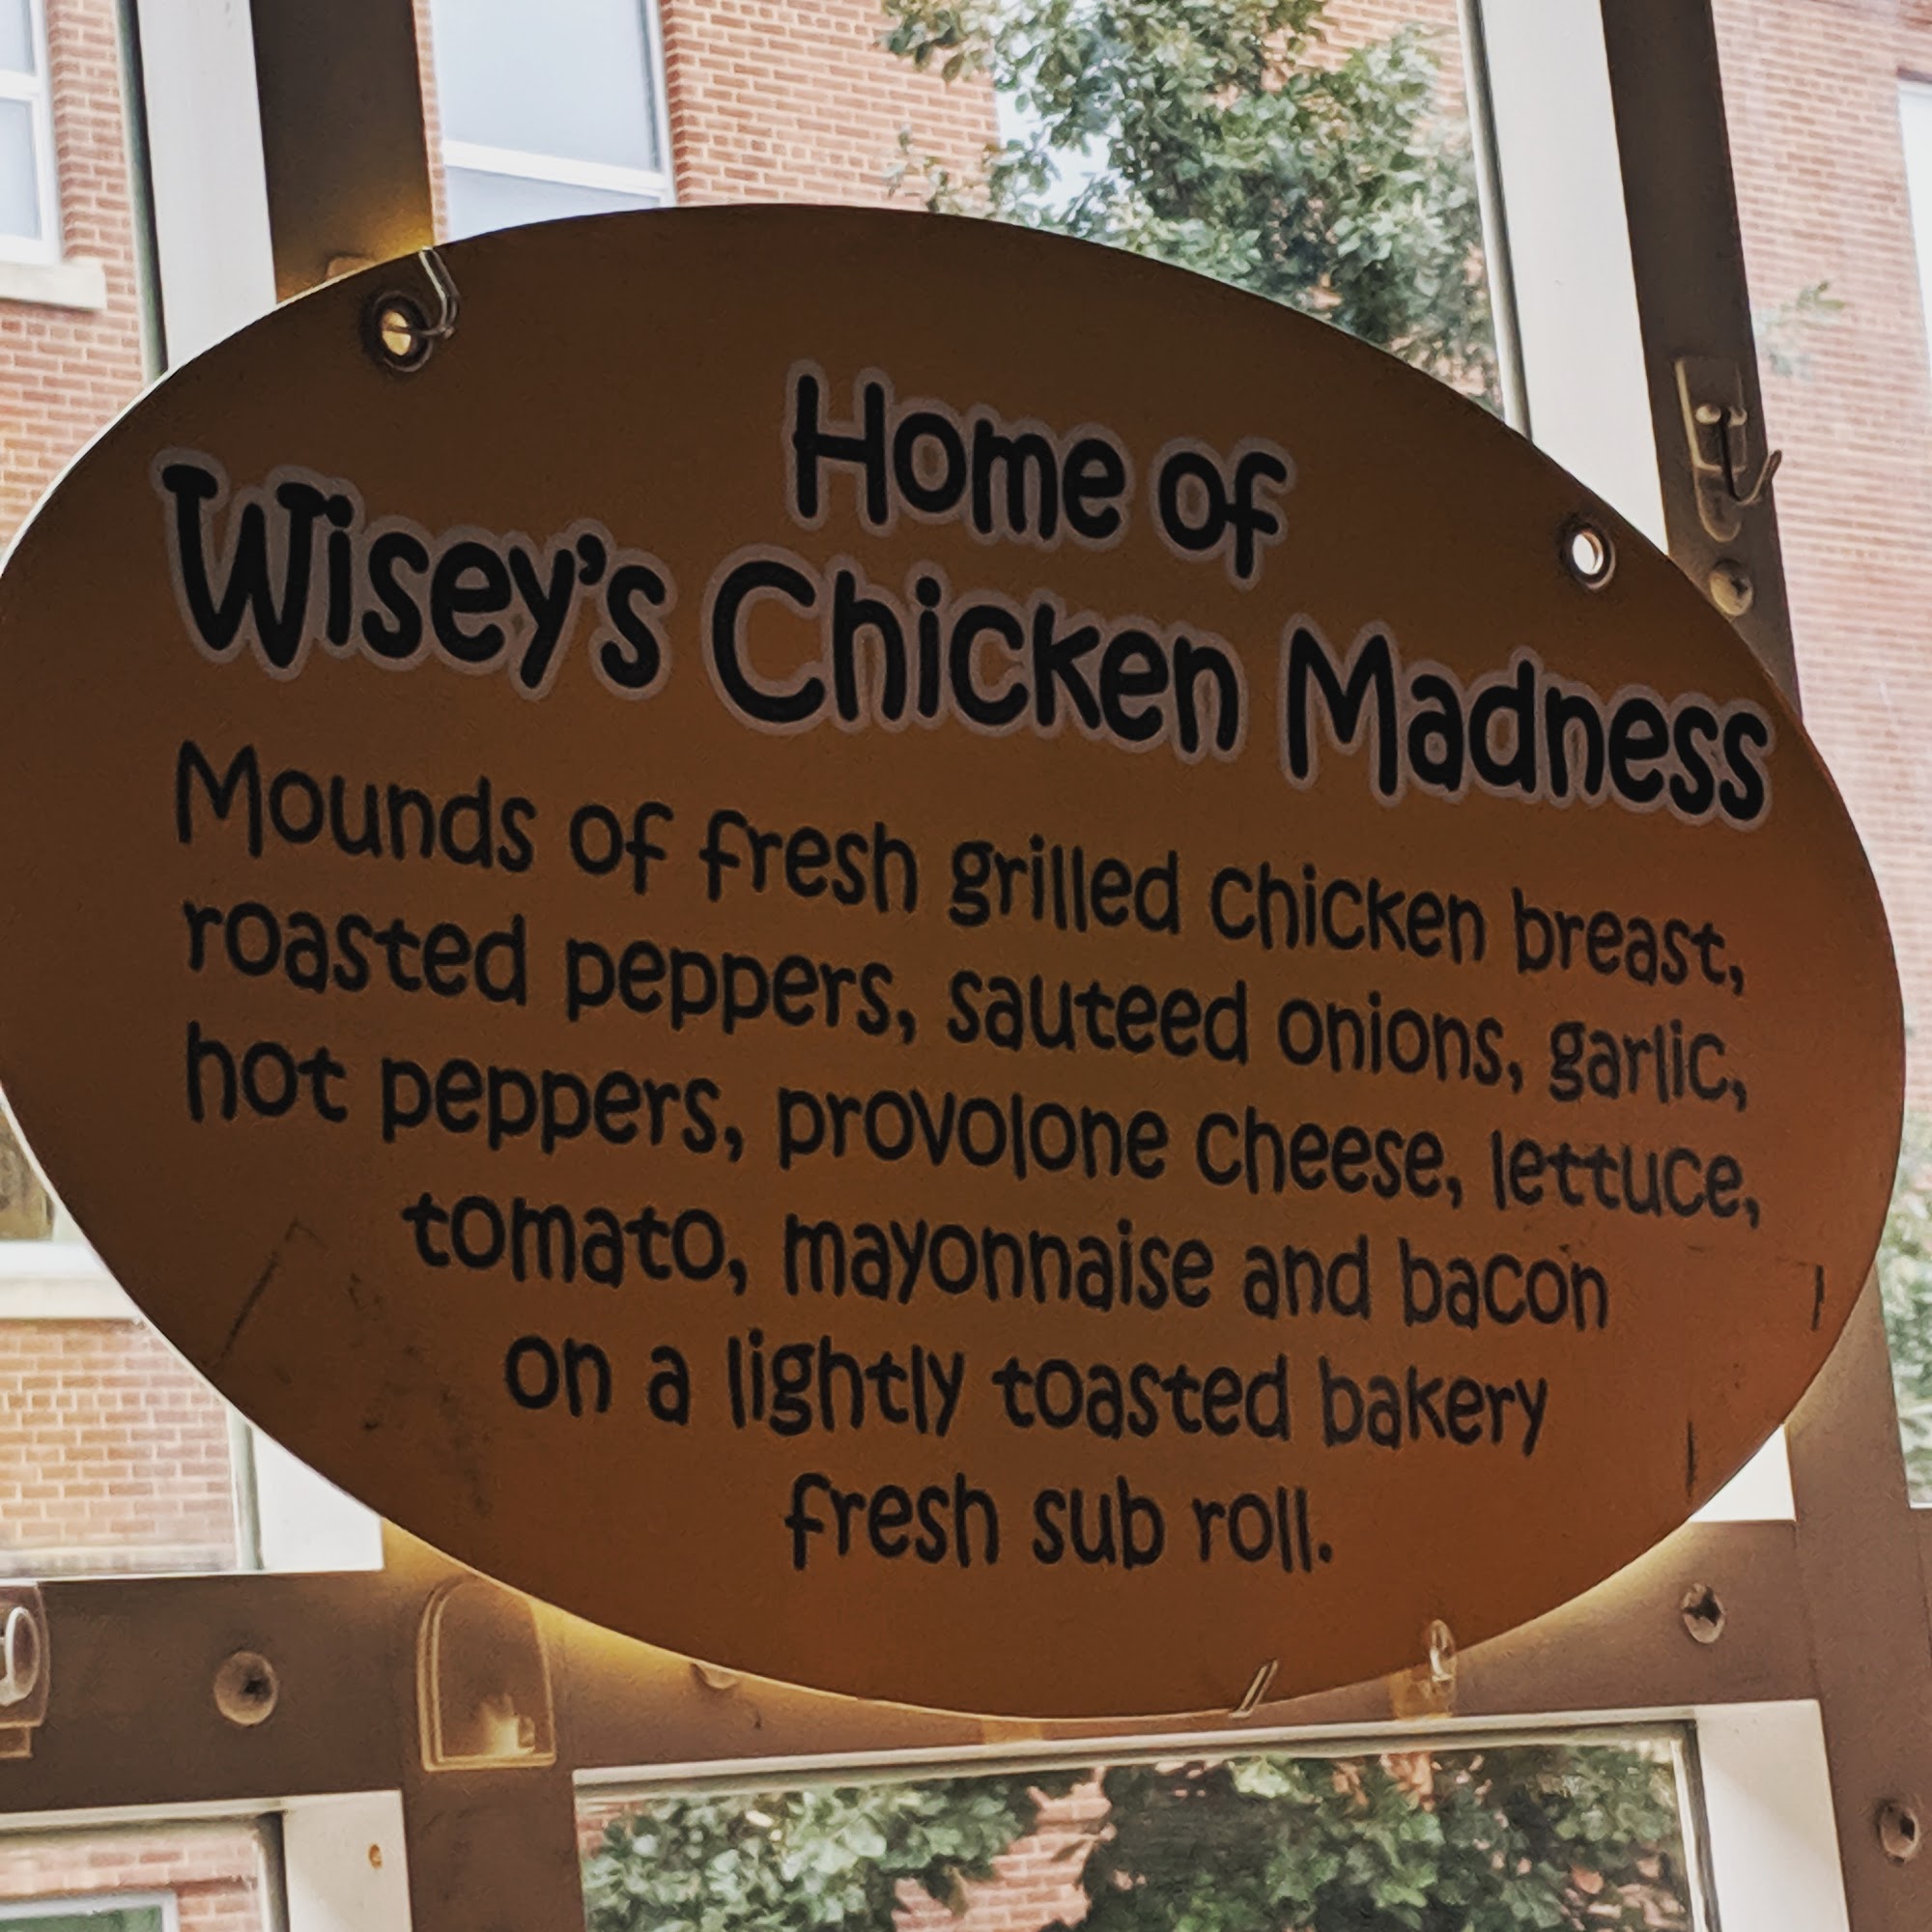 Home of
Wisey's Chicken Madness
Mounds of fresh grilled chicken breast,
roasted peppers, sauteed onions, garlic,
hot peppers, provolone cheese, lettuce,
tomato, mayonnaise and bacon
on a lightly toasted bakery
fresh sub roll.